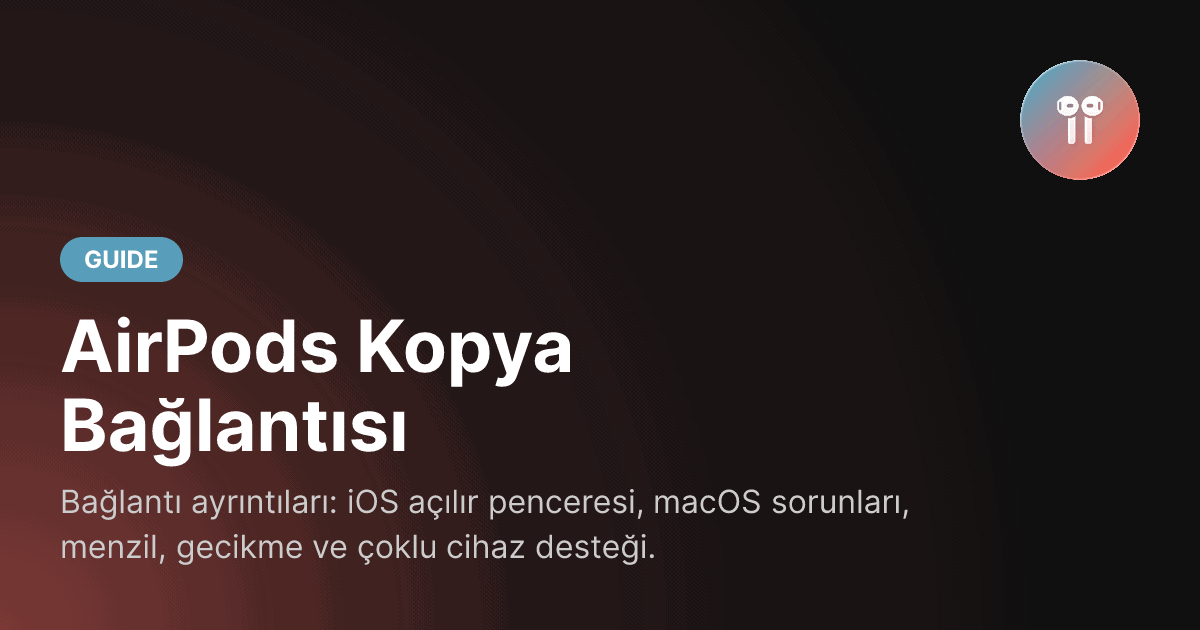 GUIDE
AirPods Kopya
Bağlantısı
Bağlantı ayrıntıları: iOS açılır penceresi, macOS sorunları,
menzil, gecikme ve çoklu cihaz desteği.